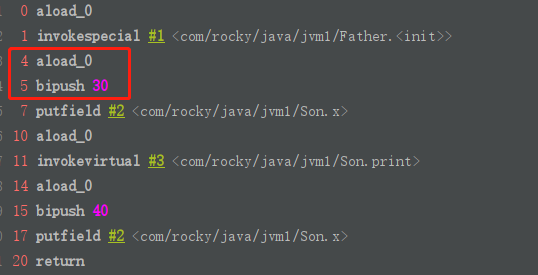 0 aload_0
1 invokespecial #1 <com/rocky/java/jvm1/Father.<init>>
4 aload_0
5 bipush 30
7 putfield #2 <com/rocky/java/jvm1/Son.x>
10 aload_0
11 invokevirtual #3 <com/rocky/java/jvm1/Son.print>
14 aload_0
15 bipush 40
17 putfield #2 <com/rocky/java/jvm1/Son.x>
20 return